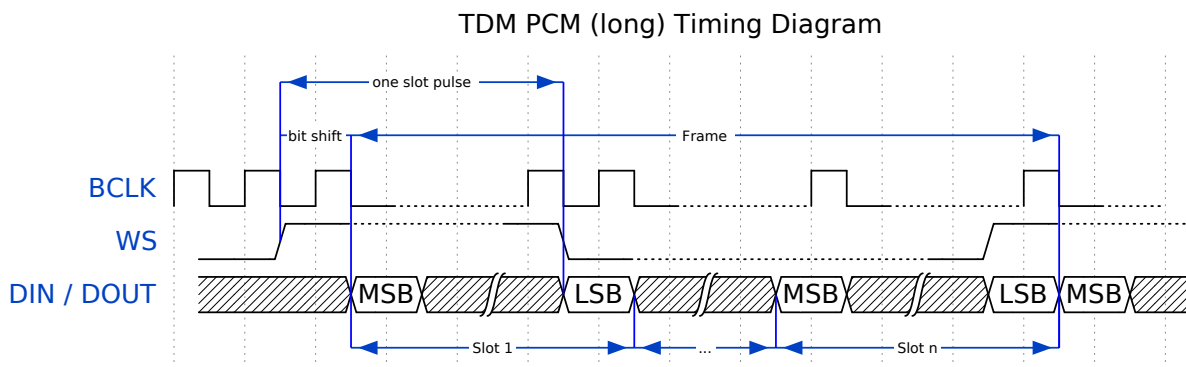 TDM PCM (long) Timing Diagram
one slot pulse
bit shift
Frame
BCLK
WS
DIN / DOUT
MSB
LSB
MSB
LSB
MSB
Slot 1
...
Slot n